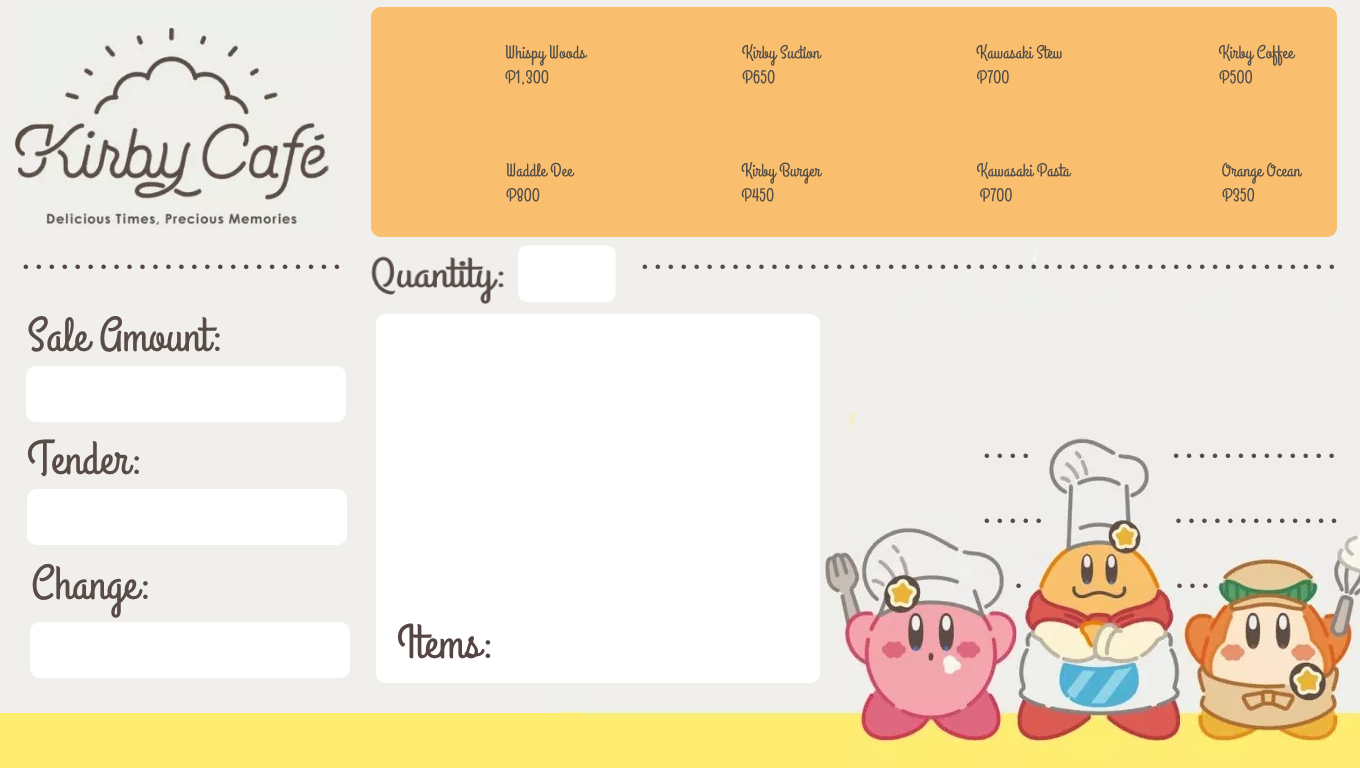 Kirby Café
Delicious Times, Precious Memories
Whispy Woods
₱1,300
Kirby Suction
₱650
Kawasaki Stew
₱700
Kirby Coffee
₱500
Waddle Dee
₱800
Kirby Burger
₱450
Kawasaki Pasta
₱700
Orange Ocean
₱350
Quantity:
Sale Amount:
Tender:
Change:
Items: